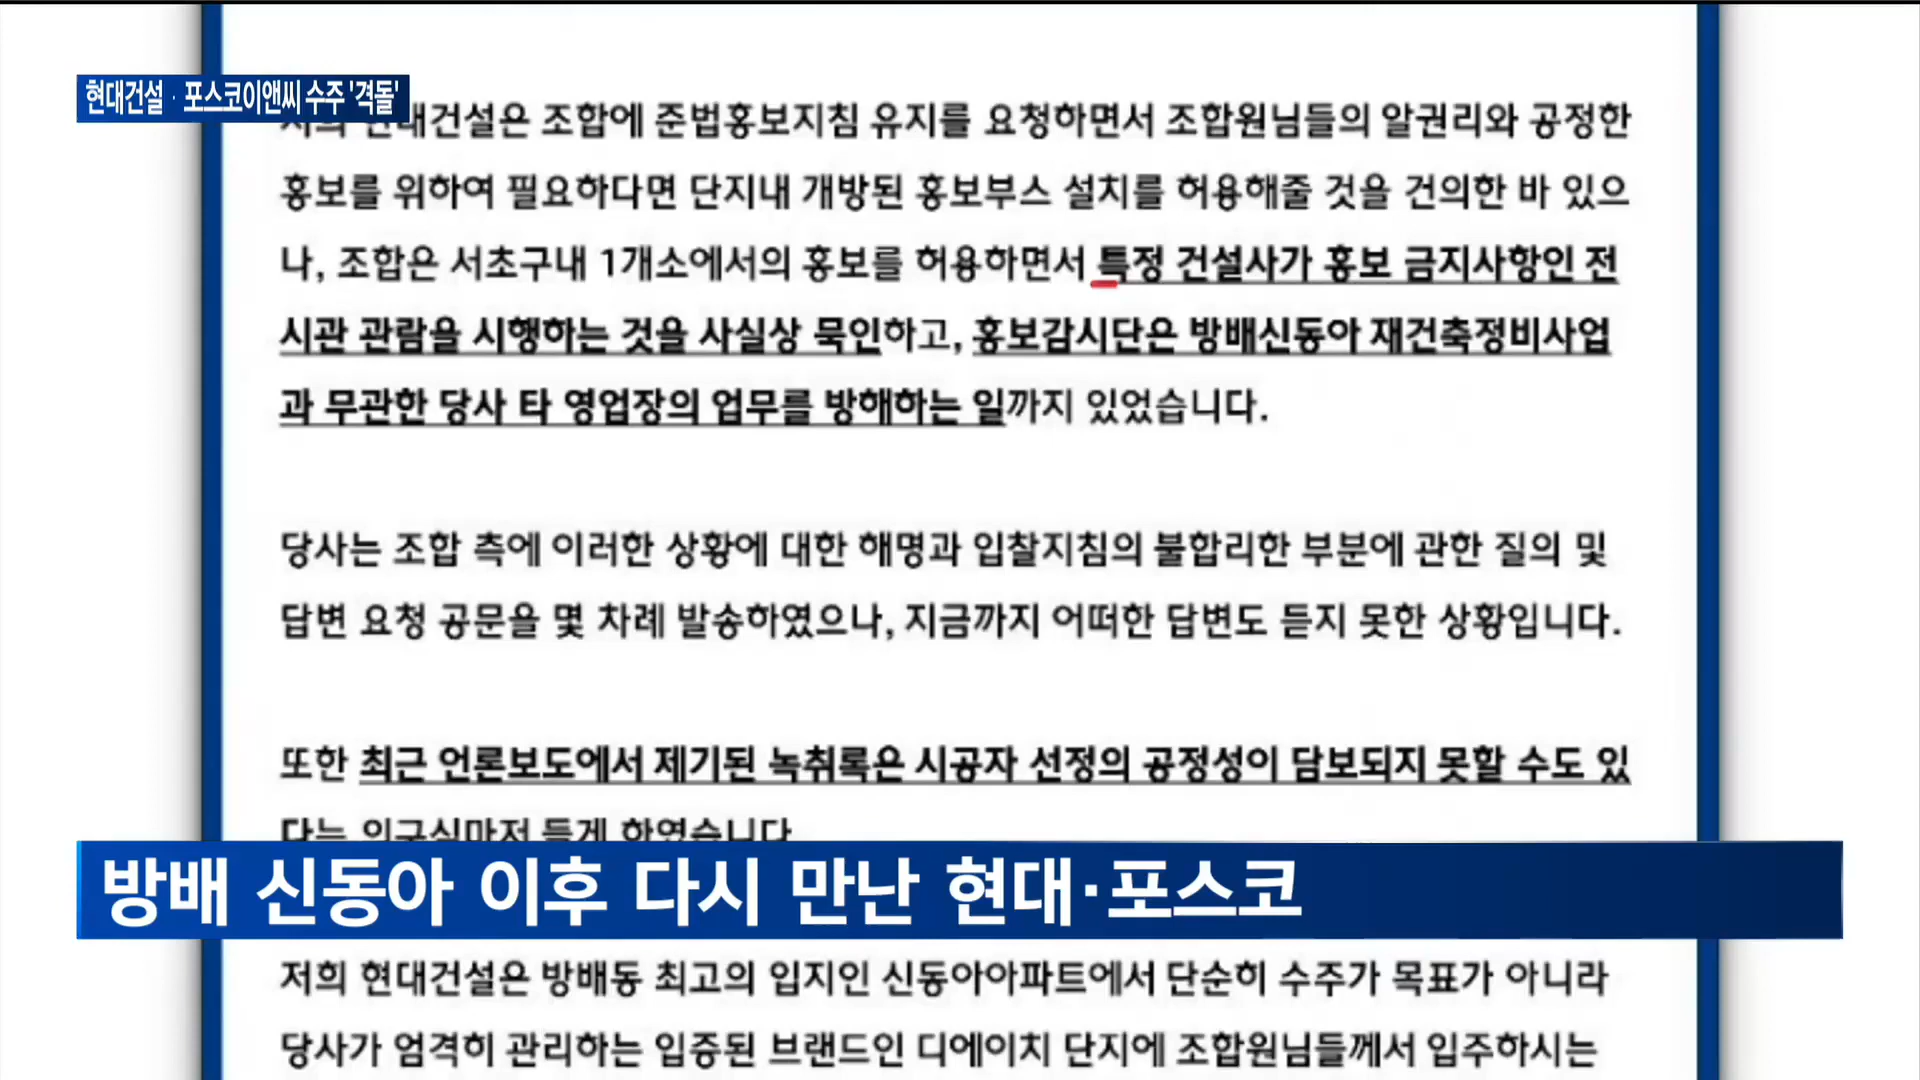 현대건설 · 포스코이앤씨 수주 '격돌'
저희 현대건설은 조합에 준법홍보지침 유지를 요청하면서 조합원님들의 알권리와 공정한
홍보를 위하여 필요하다면 단지내 개방된 홍보부스 설치를 허용해줄 것을 건의한 바 있으
나, 조합은 서초구내 1개소에서의 홍보를 허용하면서 특정 건설사가 홍보 금지사항인 전
시관 관람을 시행하는 것을 사실상 묵인하고, 홍보감시단은 방배신동아 재건축정비사업
과 무관한 당사 타 영업장의 업무를 방해하는 일까지 있었습니다.
당사는 조합 측에 이러한 상황에 대한 해명과 입찰지침의 불합리한 부분에 관한 질의 및
답변 요청 공문을 몇 차례 발송하였으나, 지금까지 어떠한 답변도 듣지 못한 상황입니다.
또한 최근 언론보도에서 제기된 녹취록은 시공자 선정의 공정성이 담보되지 못할 수도 있
다는 의구심마저 들게 하였습니다
방배 신동아 이후 다시 만난 현대·포스코
저희 현대건설은 방배동 최고의 입지인 신동아아파트에서 단순히 수주가 목표가 아니라
당사가 엄격히 관리하는 입증된 브랜드인 디에이치 단지에 조합원님들께서 입주하시는